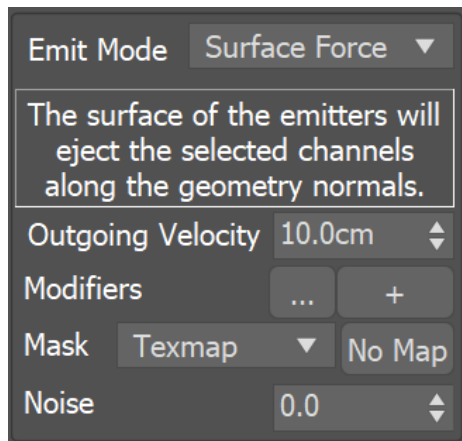 Emit Mode Surface Force
The surface of the emitters will
eject the selected channels
along the geometry normals.
Outgoing Velocity 10.0cm
Modifiers ... +
Mask Texmap No Map
Noise 0.0